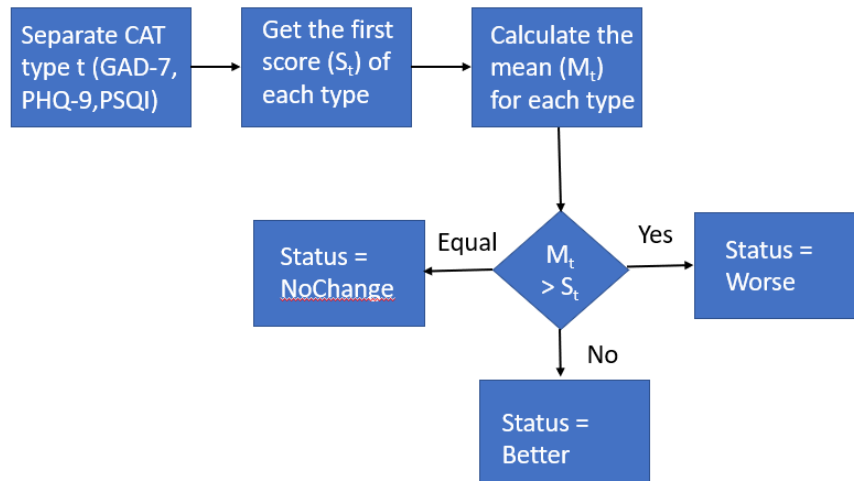 Separate CAT
type t (GAD-7,
PHQ-9,PSQI)
Get the first
score (Sₜ) of
each type
Calculate the
mean (Mₜ)
for each type
Equal
Yes
Status =
NoChange
Mₜ
> Sₜ
Status =
Worse
No
Status =
Better